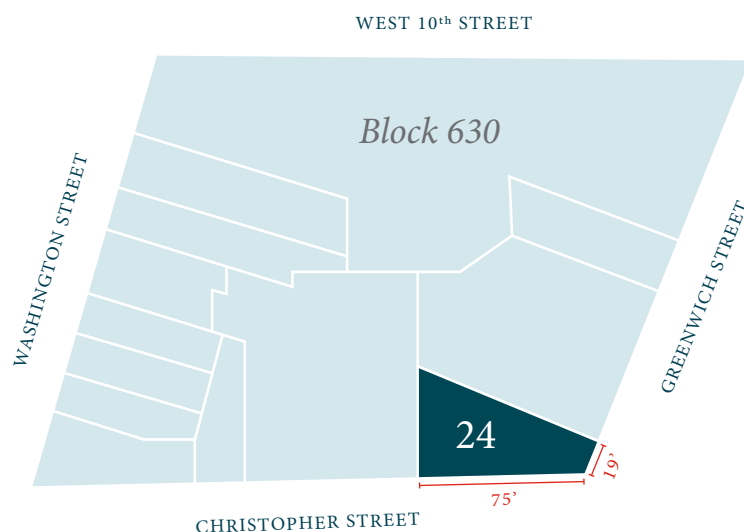 WEST 10th STREET
Block 630
WASHINGTON STREET
GREENWICH STREET
24
19'
75'
CHRISTOPHER STREET